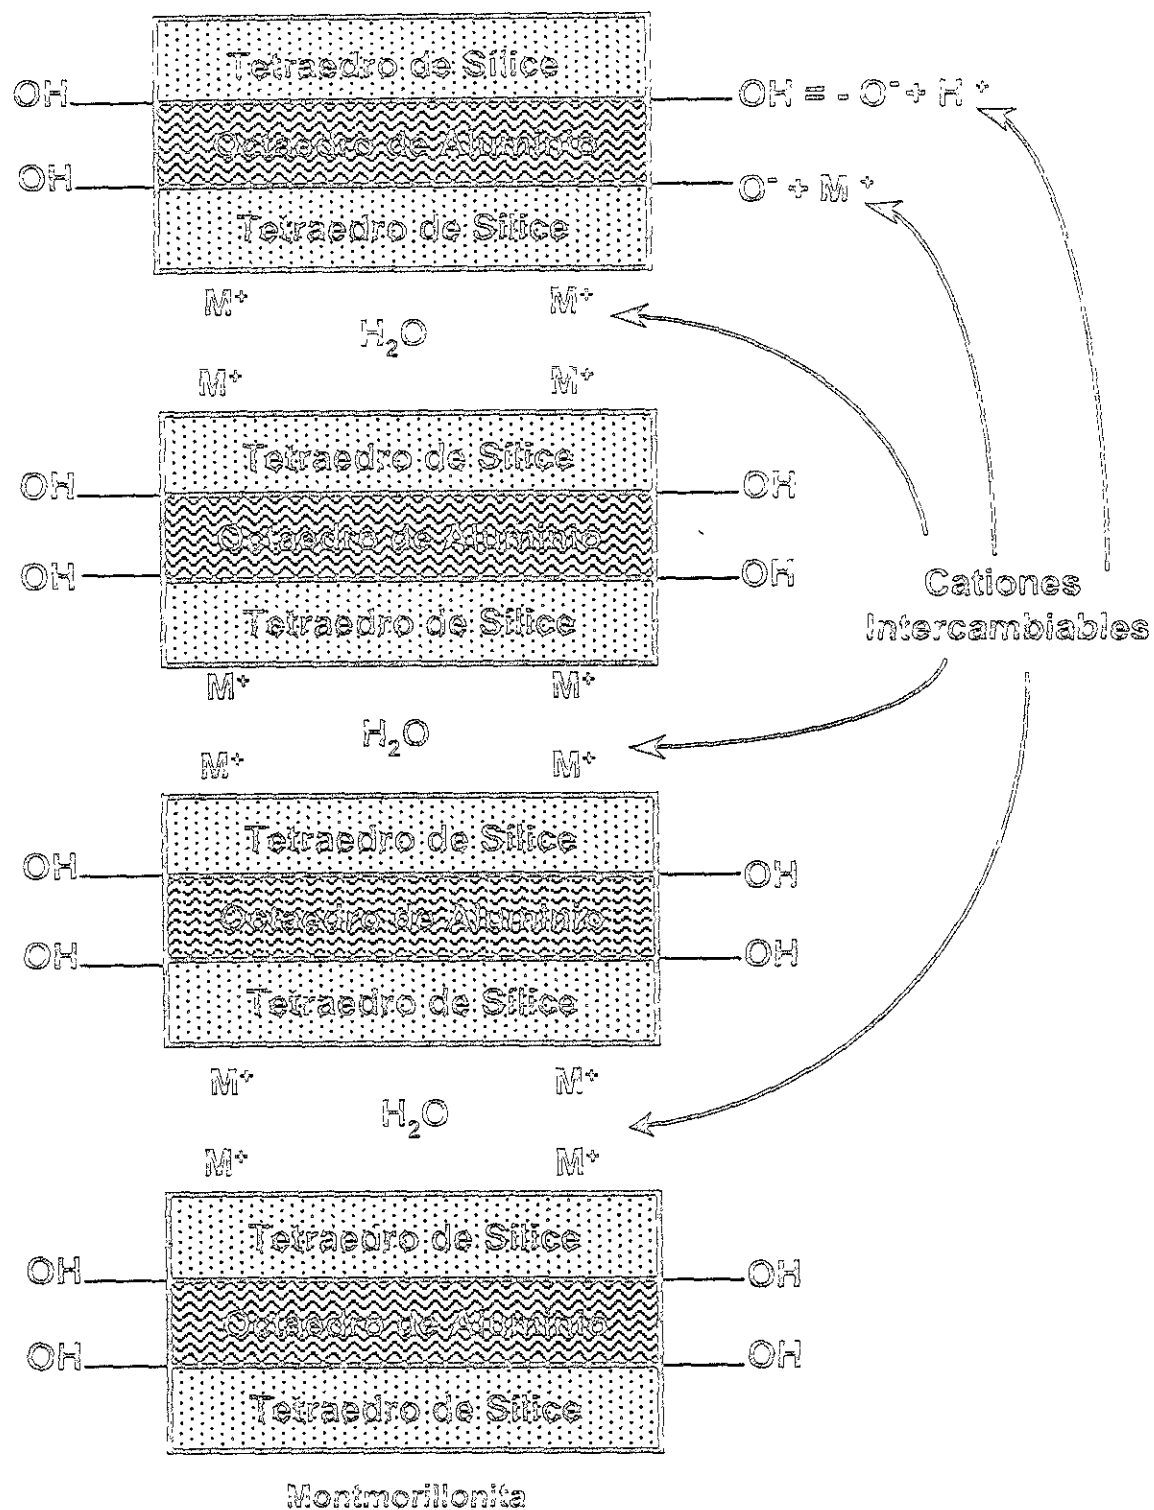 Tetraedro de Sílice
OH
OH = - O⁻ + H⁺
Octaedro de Aluminio
OH
O⁻ + M⁺
Tetraedro de Sílice
M⁺ M⁺
H₂O
M⁺ M⁺
Tetraedro de Sílice
OH OH
Octaedro de Aluminio
OH OH
Cationes
Intercambiables
Tetraedro de Sílice
M⁺ M⁺
H₂O
M⁺ M⁺
Tetraedro de Sílice
OH OH
Octaedro de Aluminio
OH OH
Tetraedro de Sílice
M⁺ M⁺
H₂O
M⁺ M⁺
Tetraedro de Sílice
OH OH
Octaedro de Aluminio
OH OH
Tetraedro de Sílice
Montmorillonita